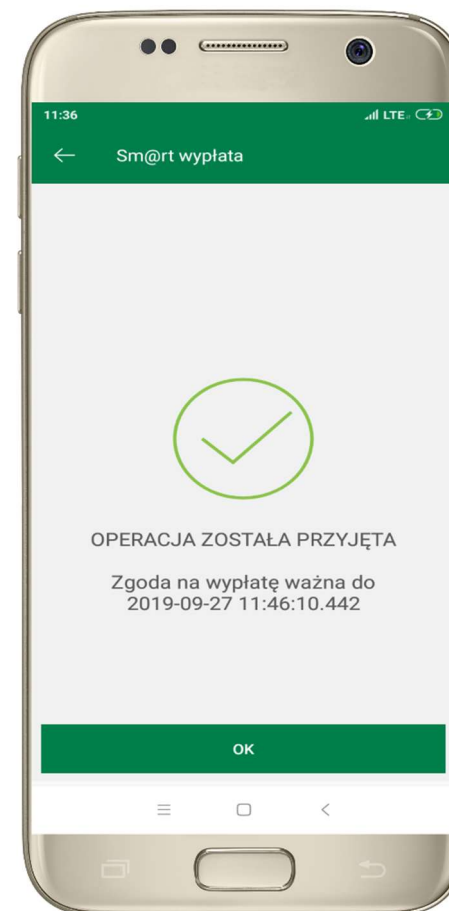 11:36
LTE
Sm@rt wypłata
OPERACJA ZOSTAŁA PRZYJĘTA
Zgoda na wypłatę ważna do
2019-09-27 11:46:10.442
OK